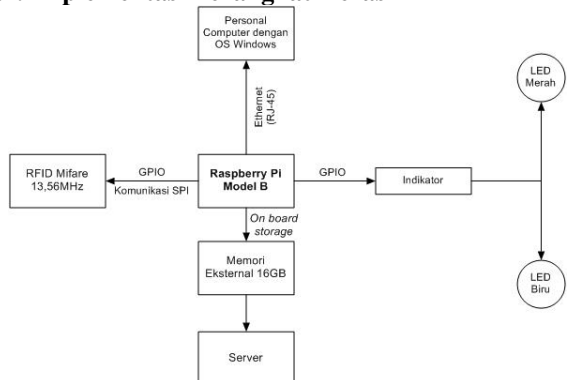 Personal
Computer dengan
OS Windows
Ethernet
(RJ-45)
LED
Merah
RFID Mifare
13,56MHz
GPIO
Komunikasi SPI
Raspberry Pi
Model B
GPIO
Indikator
On board
storage
Memori
Eksternal 16GB
LED
Biru
Server